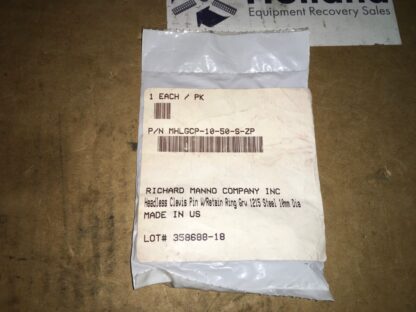 Equipment Recovery Sales
1 EACH / PK
P/N MHLGCP-10-50-S-ZP
RICHARD MANNO COMPANY INC
Headless Clevis Pin W/Retain Ring Grv 1215 Steel 10mm Dia
MADE IN US
LOT# 358688-18